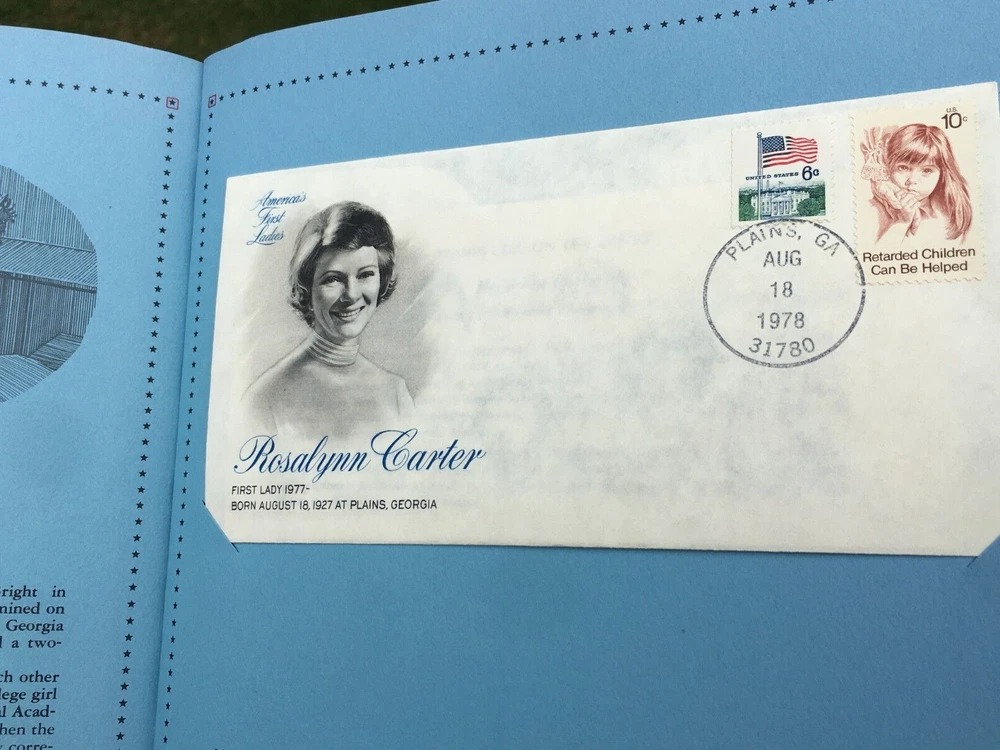 right in
mined on
Georgia
a two-
ch other
lege girl
l Acad-
hen the
corre-
America's
First
Ladies
Rosalynn Carter
FIRST LADY 1977-
BORN AUGUST 18, 1927 AT PLAINS, GEORGIA
UNITED STATES 6c
U.S.
10c
Retarded Children
Can Be Helped
PLAINS, GA
AUG
18
1978
31780